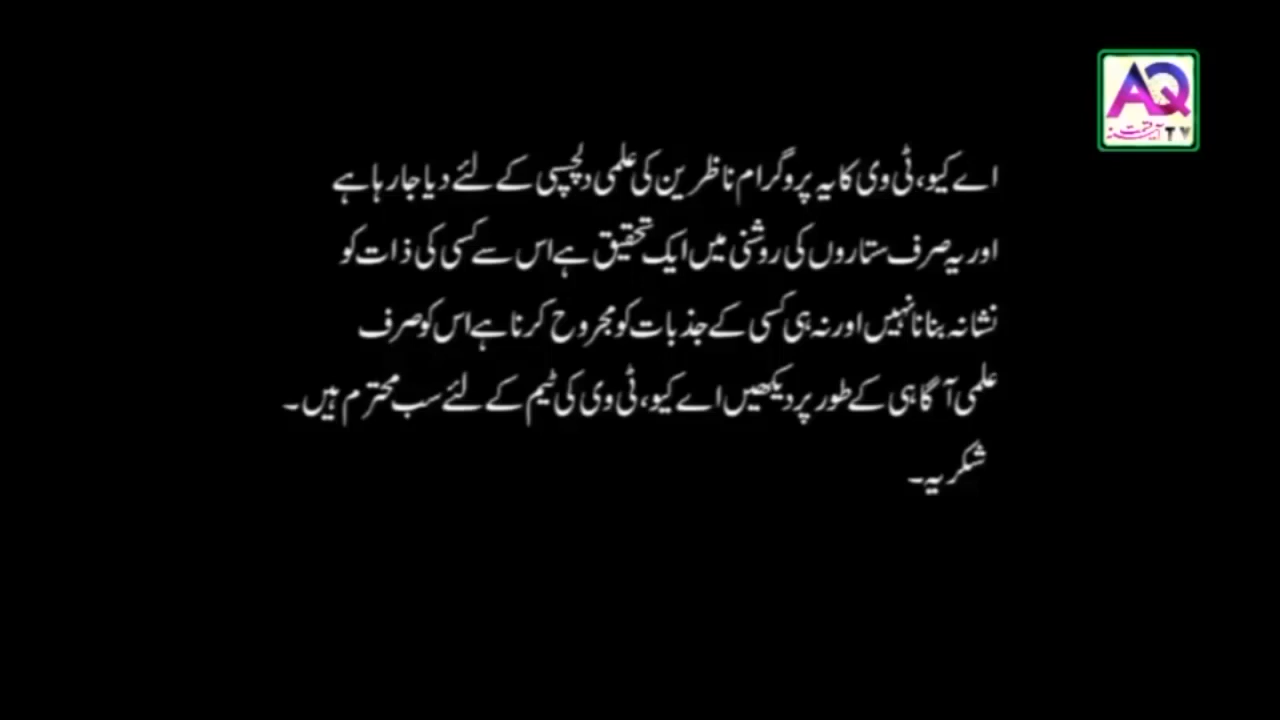 AQ
آئینہ قسمت TV
اے کیو، ٹی وی کا یہ پروگرام ناظرین کی علمی دلچسپی کے لئے دیا جا رہا ہے
اور یہ صرف ستاروں کی روشنی میں ایک تحقیق ہے اس سے کسی کی ذات کو
نشانہ بنانا نہیں اور نہ ہی کسی کے جذبات کو مجروح کرنا ہے اس کو صرف
علمی آگاہی کے طور پر دیکھیں اے کیو، ٹی وی کی ٹیم کے لئے سب محترم ہیں۔
شکریہ۔